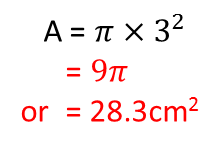 A = π × 3²
= 9π
or = 28.3cm²